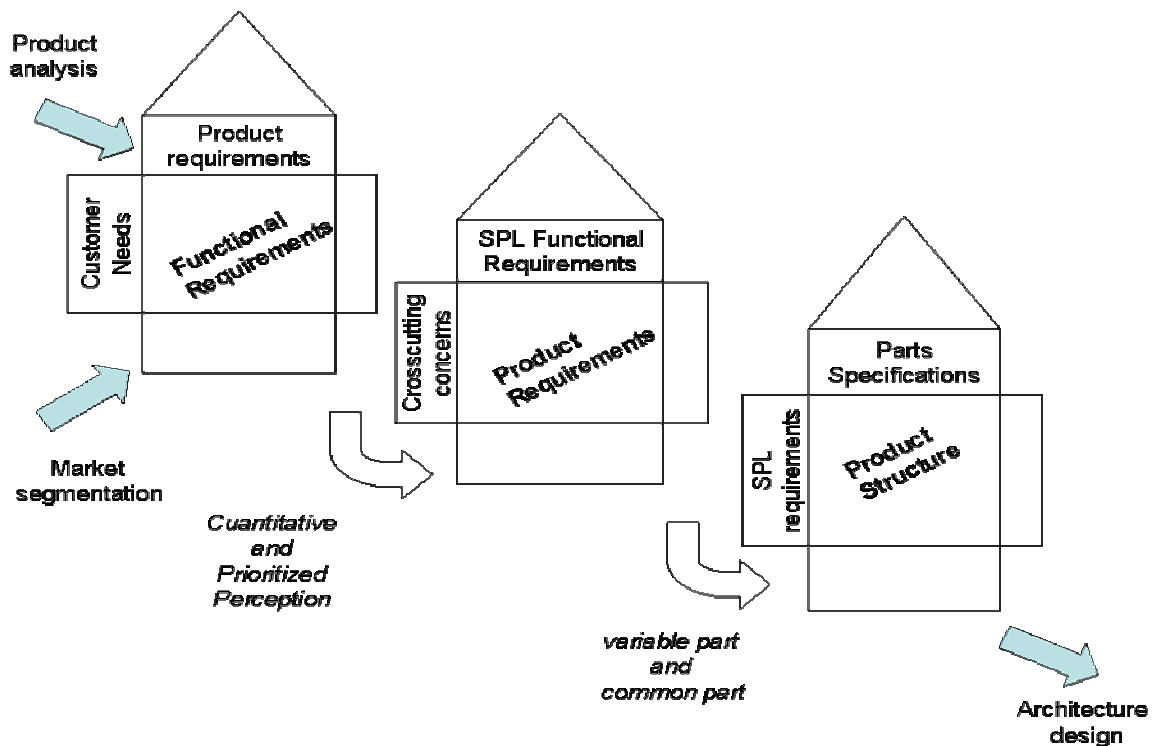 Product
analysis
Product
requirements
Customer
Needs
Functional
Requirements
Market
segmentation
Cuantitative
and
Prioritized
Perception
SPL Functional
Requirements
Crosscutting
concerns
Product
Requirements
variable part
and
common part
Parts
Specifications
SPL
requirements
Product
Structure
Architecture
design